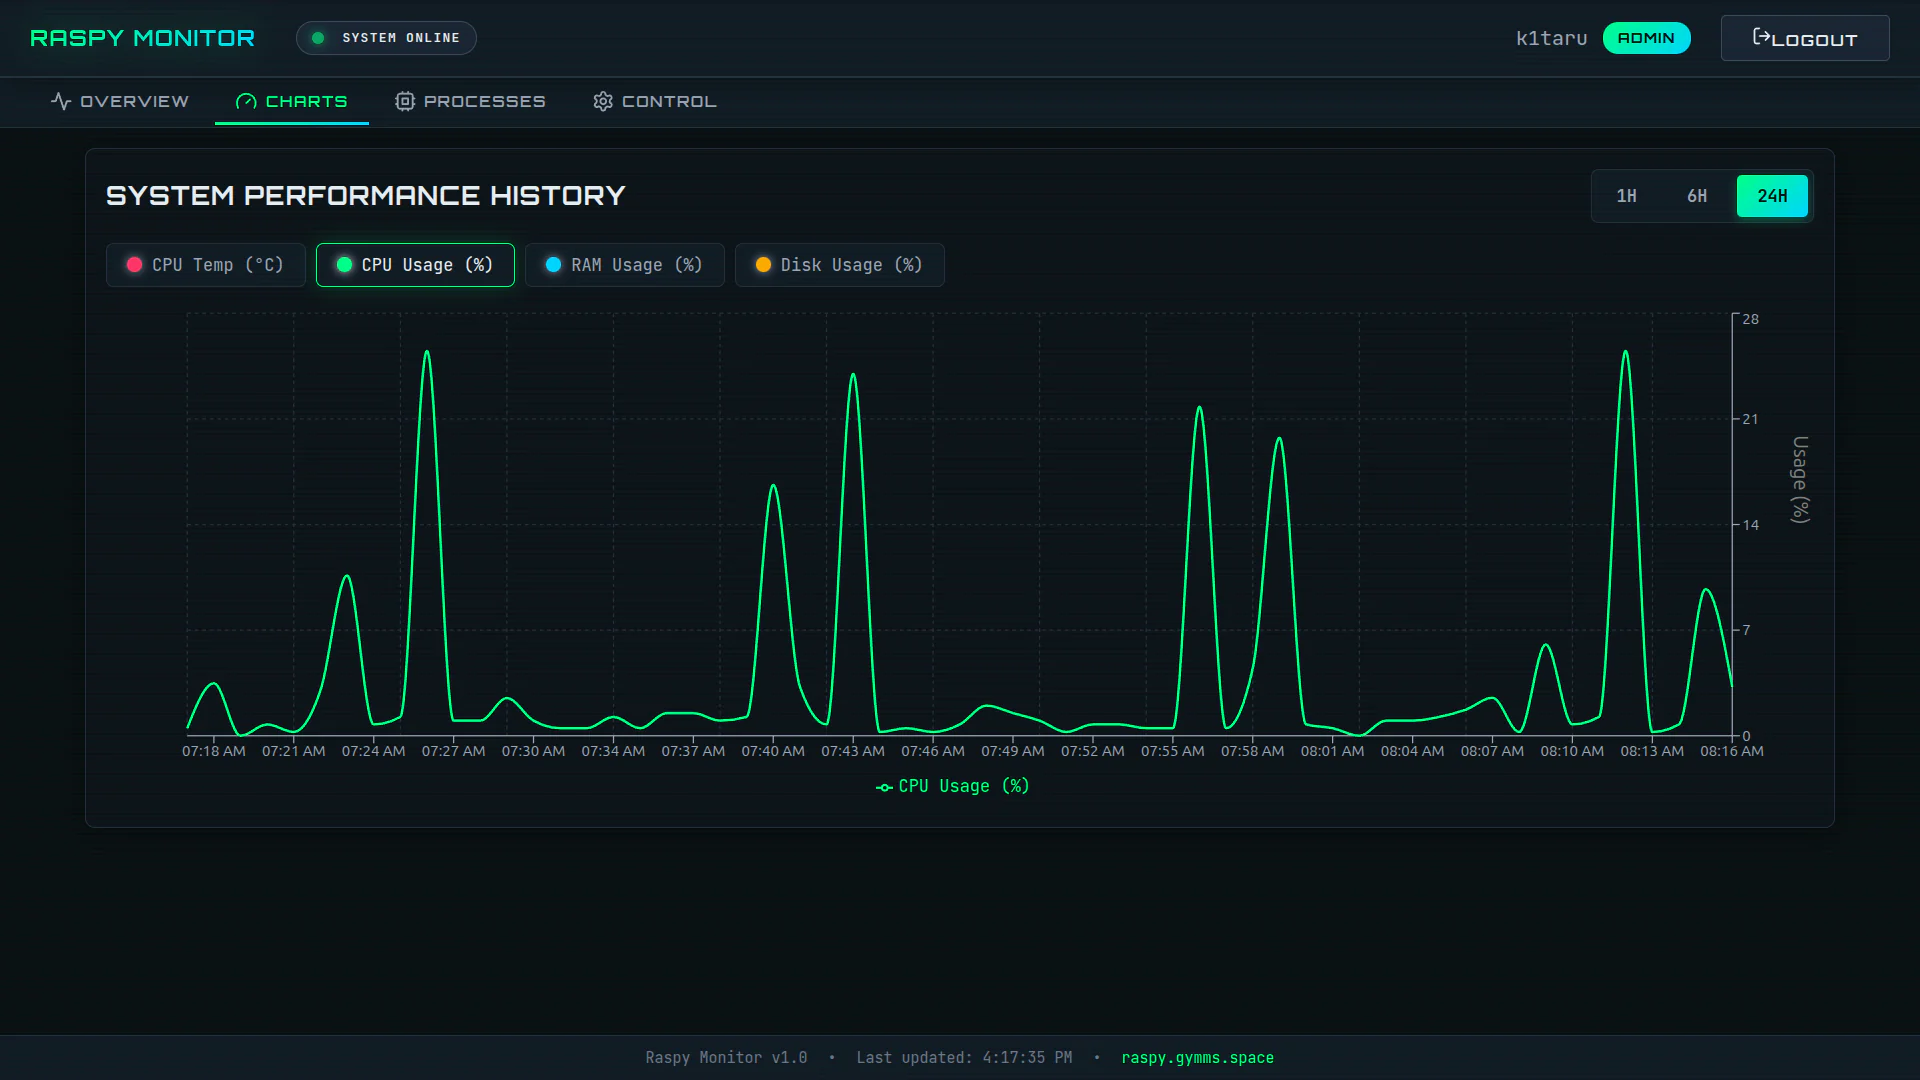 RASPY MONITOR
SYSTEM ONLINE
k1taru
ADMIN
LOGOUT
OVERVIEW
CHARTS
PROCESSES
CONTROL
SYSTEM PERFORMANCE HISTORY
1H
6H
24H
CPU Temp (°C)
CPU Usage (%)
RAM Usage (%)
Disk Usage (%)
28
21
14
7
0
Usage (%)
07:18 AM
07:21 AM
07:24 AM
07:27 AM
07:30 AM
07:34 AM
07:37 AM
07:40 AM
07:43 AM
07:46 AM
07:49 AM
07:52 AM
07:55 AM
07:58 AM
08:01 AM
08:04 AM
08:07 AM
08:10 AM
08:13 AM
08:16 AM
CPU Usage (%)
Raspy Monitor v1.0 • Last updated: 4:17:35 PM • raspy.gymms.space